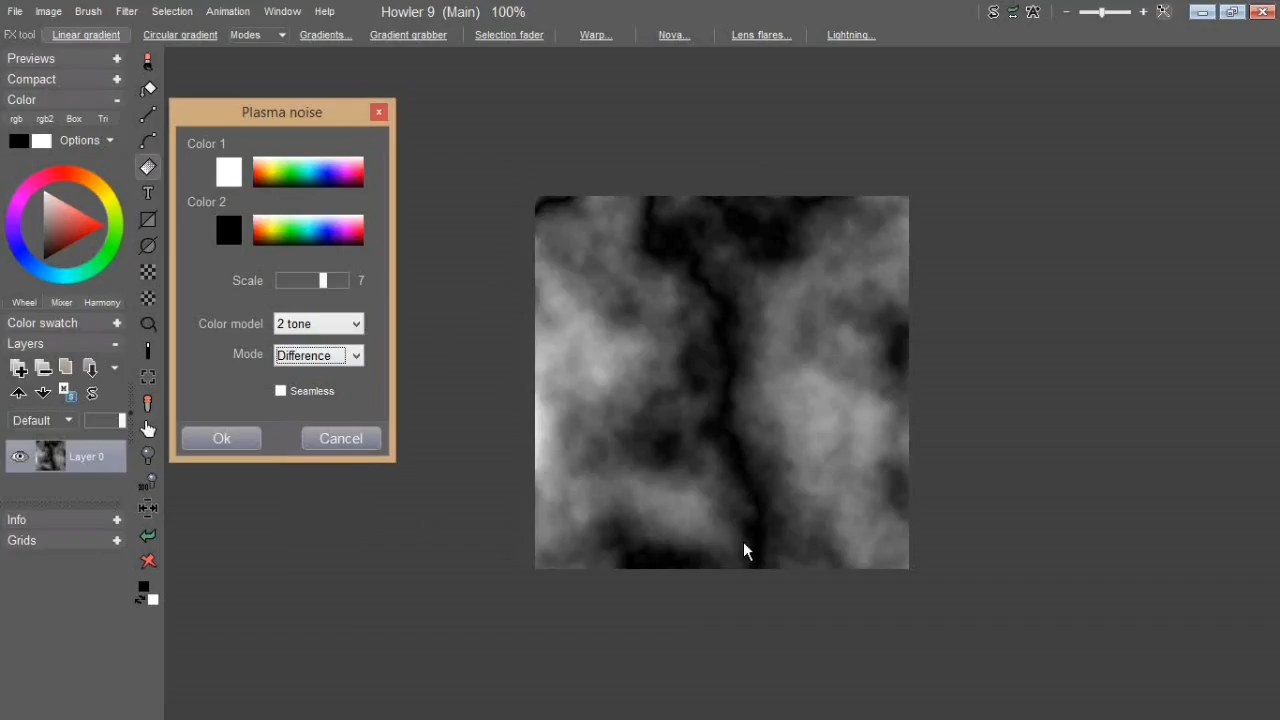 File Image Brush Filter Selection Animation Window Help Howler 9 (Main) 100%
FX tool Linear gradient Circular gradient Modes Gradients... Gradient grabber Selection fader Warp... Nova... Lens flares... Lightning...
Previews
Compact
Color
rgb rgb2 Box Tri
Options
Wheel Mixer Harmony
Color swatch
Layers
Default
Layer 0
Info
Grids
Plasma noise
Color 1
Color 2
Scale 7
Color model 2 tone
Mode Difference
Seamless
Ok Cancel